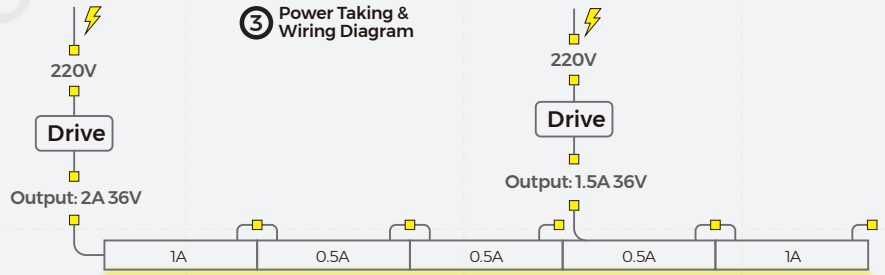 3 Power Taking &
Wiring Diagram
220V
Drive
Output: 2A 36V
220V
Drive
Output: 1.5A 36V
1A
0.5A
0.5A
0.5A
1A